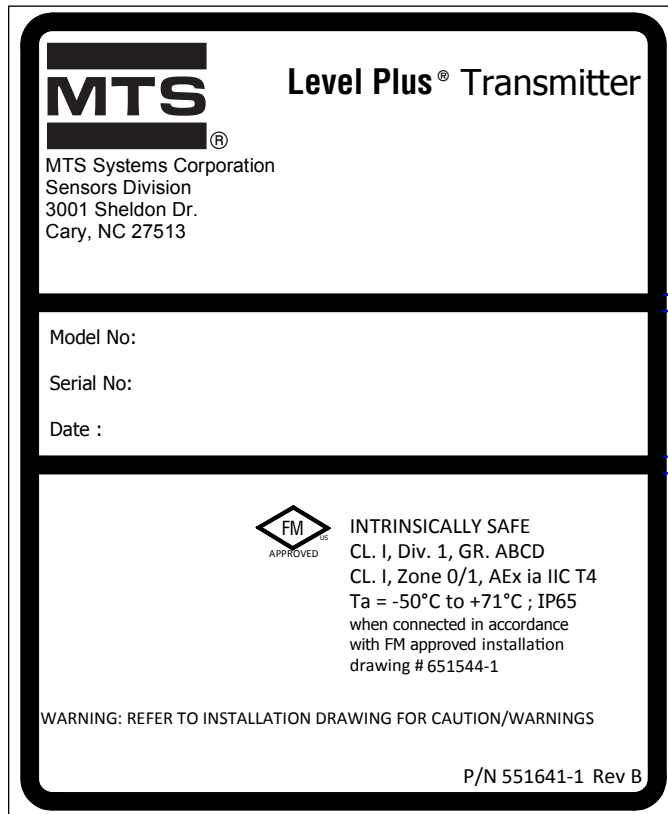 MTS
®
Level Plus® Transmitter
MTS Systems Corporation
Sensors Division
3001 Sheldon Dr.
Cary, NC 27513
Model No:
Serial No:
Date :
FM
US
APPROVED
INTRINSICALLY SAFE
CL. I, Div. 1, GR. ABCD
CL. I, Zone 0/1, AEx ia IIC T4
Ta = -50°C to +71°C ; IP65
when connected in accordance
with FM approved installation
drawing # 651544-1
WARNING: REFER TO INSTALLATION DRAWING FOR CAUTION/WARNINGS
P/N 551641-1 Rev B